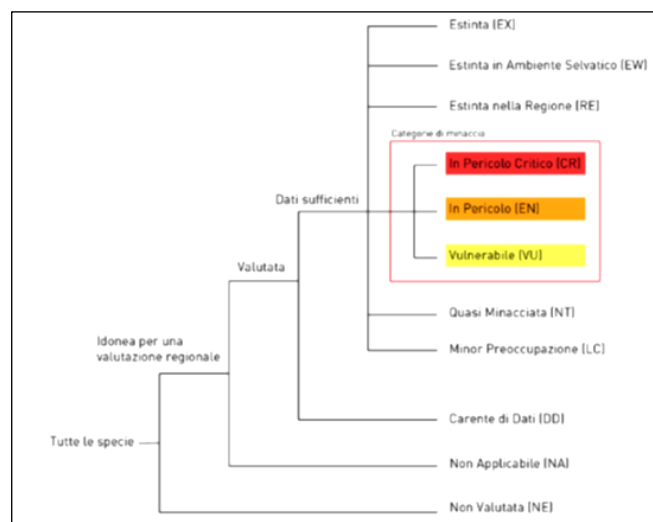 Estinta (EX)
Estinta in Ambiente Selvatico (EW)
Estinta nella Regione (RE)
Categorie di minaccia
In Pericolo Critico (CR)
Dati sufficienti
In Pericolo (EN)
Vulnerabile (VU)
Valutata
Quasi Minacciata (NT)
Idonea per una
valutazione regionale
Minor Preoccupazione (LC)
Carente di Dati (DD)
Tutte le specie
Non Applicabile (NA)
Non Valutata (NE)